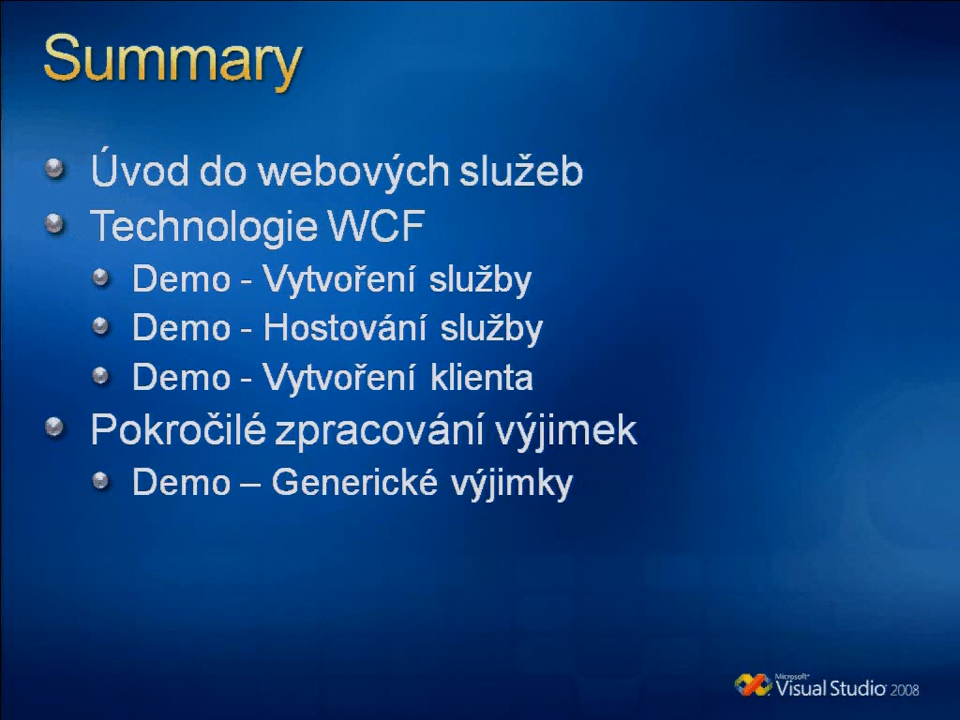 Summary
Úvod do webových služeb
Technologie WCF
Demo - Vytvoření služby
Demo - Hostování služby
Demo - Vytvoření klienta
Pokročilé zpracování výjimek
Demo – Generické výjimky
Microsoft
Visual Studio 2008